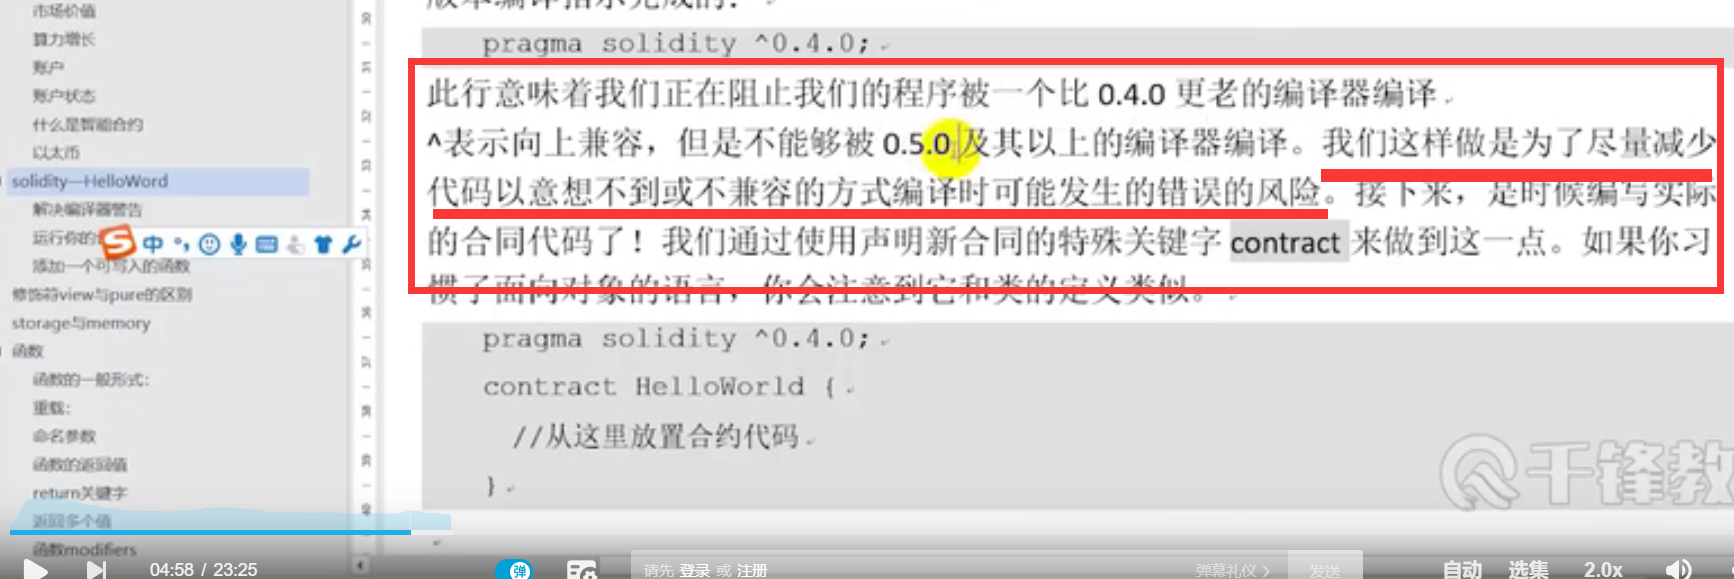 市场价值
算力增长
账户
账户状态
什么是智能合约
以太币
solidity—HelloWord
解决编译器警告
运行你的
添加一个可写入的函数
修饰符view与pure的区别
storage与memory
函数
函数的一般形式:
重载:
命名参数
函数的返回值
return关键字
返回多个值
函数modifiers
中
版本编译指示完成的:
pragma solidity ^0.4.0;
此行意味着我们正在阻止我们的程序被一个比 0.4.0 更老的编译器编译.
^表示向上兼容，但是不能够被 0.5.0 及其以上的编译器编译。我们这样做是为了尽量减少
代码以意想不到或不兼容的方式编译时可能发生的错误的风险。接下来，是时候编写实际
的合同代码了！我们通过使用声明新合同的特殊关键字 contract 来做到这一点。如果你习
惯了面向对象的语言，你会注意到它和类的定义类似。
pragma solidity ^0.4.0;
contract HelloWorld {
//从这里放置合约代码
}
千锋教
04:58 / 23:25
弹
请先 登录 或 注册
弹幕礼仪 >
发送
自动
选集
2.0x